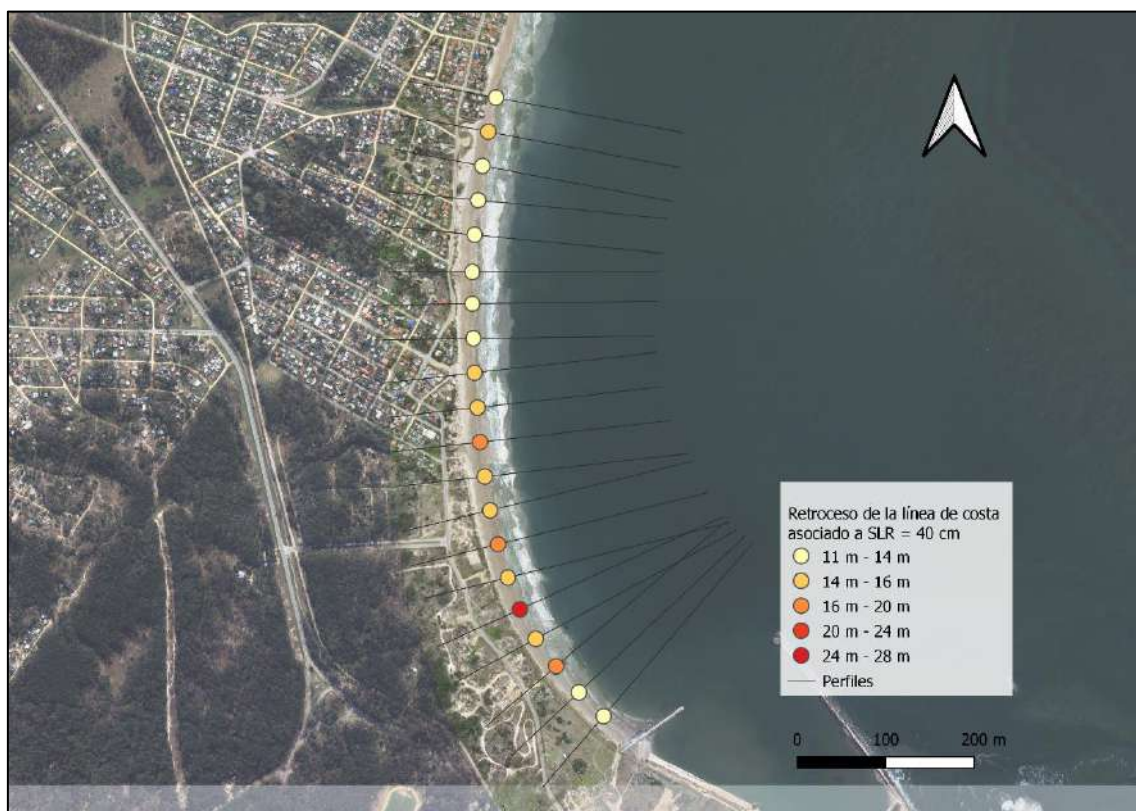 Retroceso de la línea de costa
asociado a SLR = 40 cm
11 m - 14 m
14 m - 16 m
16 m - 20 m
20 m - 24 m
24 m - 28 m
Perfiles
0 100 200 m